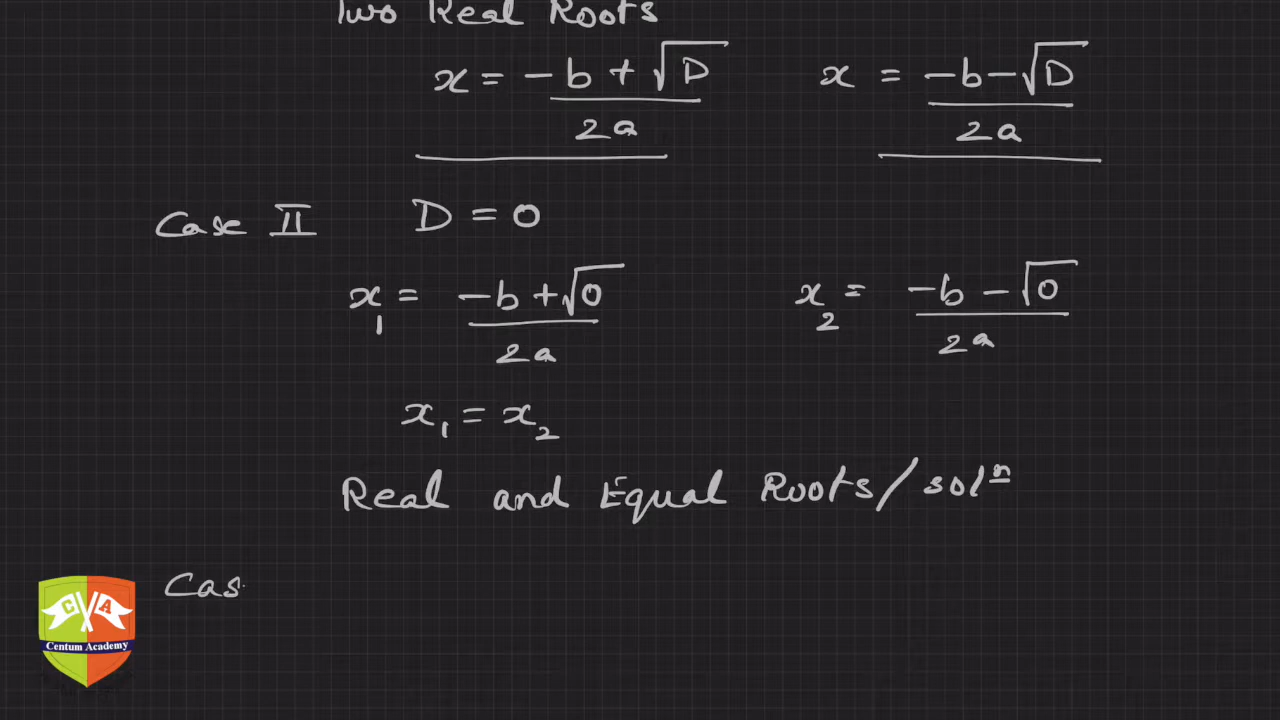 Two Real Roots
x = -b + √D / 2a    x = -b - √D / 2a
Case II    D = 0
x₁ = -b + √0 / 2a    x₂ = -b - √0 / 2a
x₁ = x₂
Real and Equal Roots/solⁿ
Cas
C A
Centum Academy